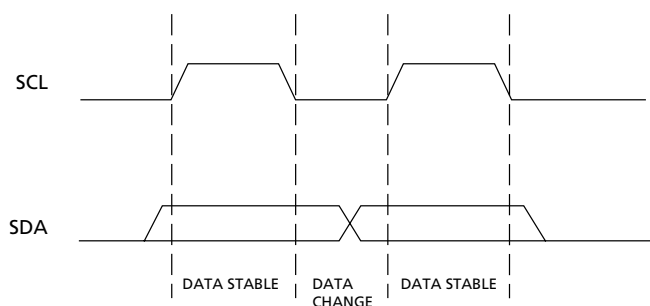 SCL
SDA
DATA STABLE
DATA
CHANGE
DATA STABLE